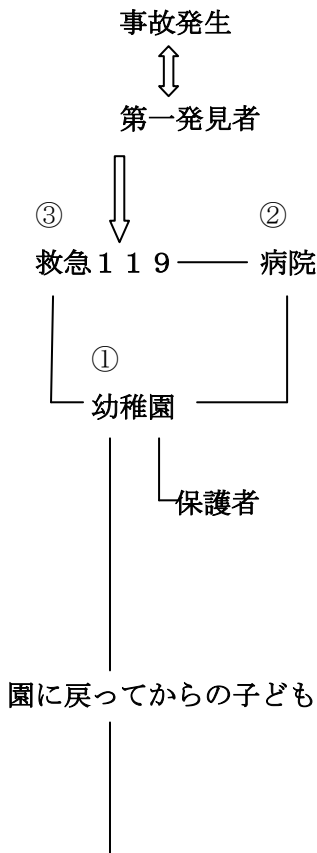 事故発生
第一発見者
③ ②
救急１１９ 病院
①
幼稚園
保護者
園に戻ってからの子ども